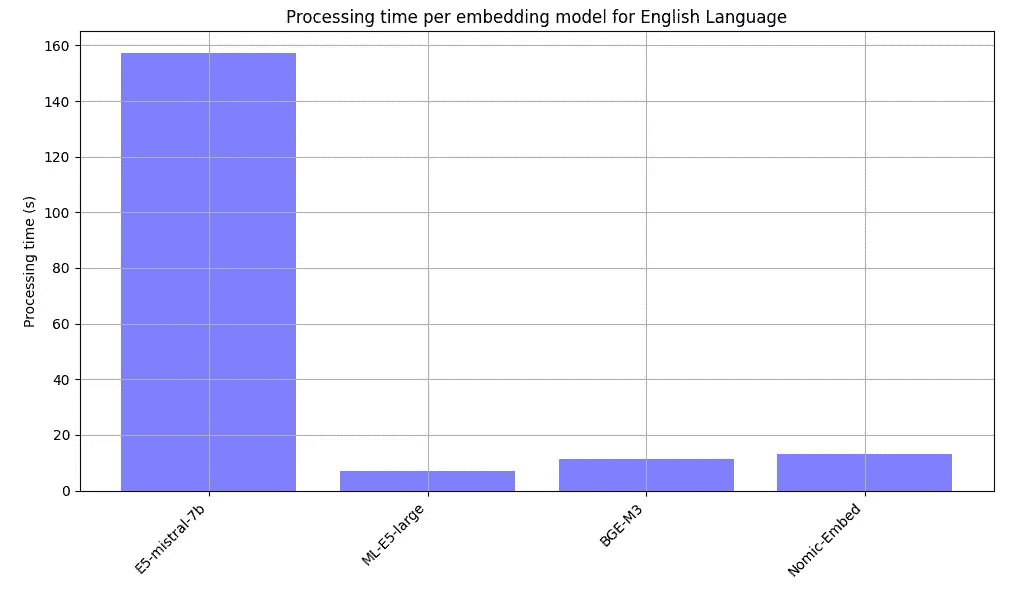 Processing time per embedding model for English Language
Processing time (s)
160
140
120
100
80
60
40
20
0
E5-mistral-7b
ML-E5-large
BGE-M3
Nomic-Embed